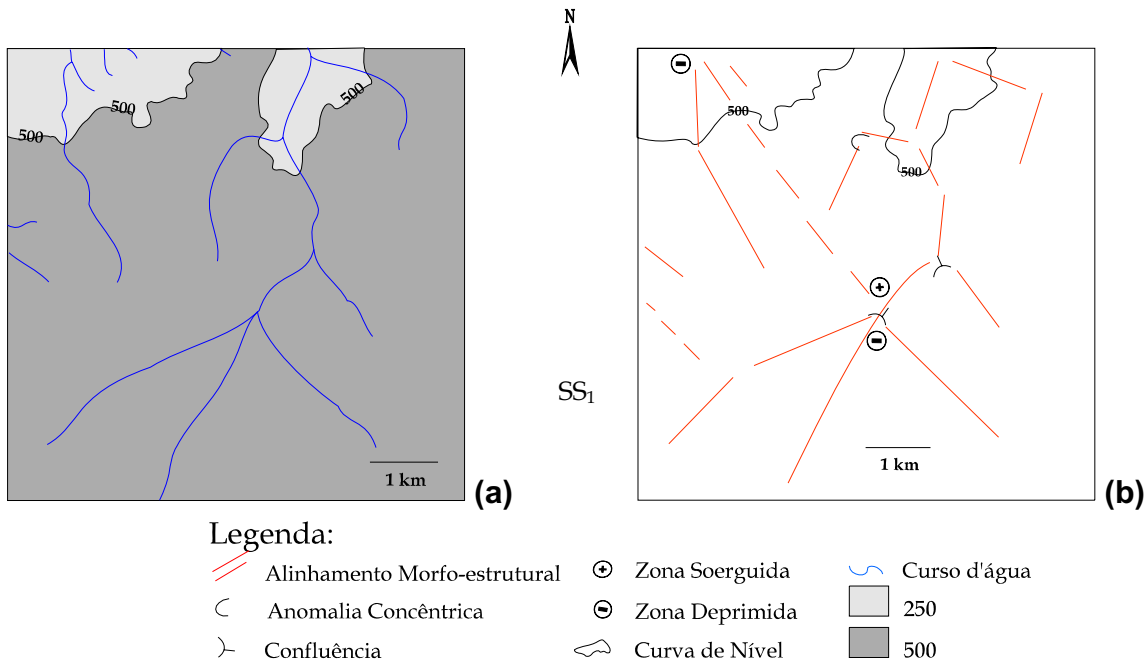 N
500
500
500
500
1 km
1 km
SS₁
(a)
(b)
Legenda:
Alinhamento Morfo-estrutural
Zona Soerguida
Curso d'água
Anomalia Concêntrica
Zona Deprimida
250
Confluência
Curva de Nível
500